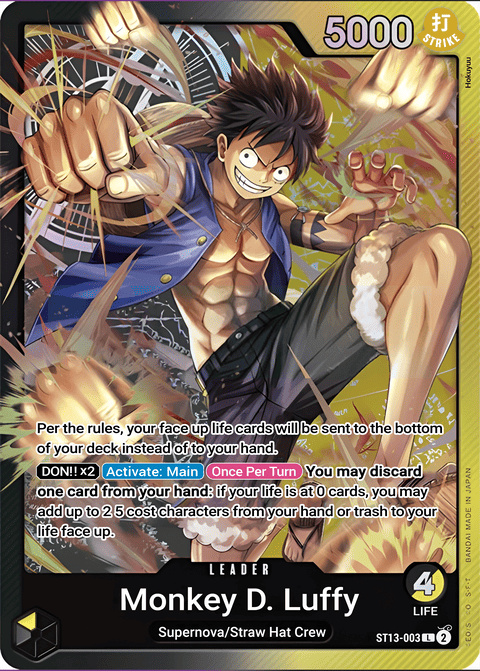 5000
打
STRIKE
Hokuyuu
Per the rules, your face up life cards will be sent to the bottom
of your deck instead of to your hand.
DON!! ×2 Activate: Main Once Per Turn You may discard
one card from your hand: if your life is at 0 cards, you may
add up to 2 5 cost characters from your hand or trash to your
life face up.
BANDAI MADE IN JAPAN
LEADER
Monkey D. Luffy
4
LIFE
Supernova/Straw Hat Crew
ST13-003 L 2